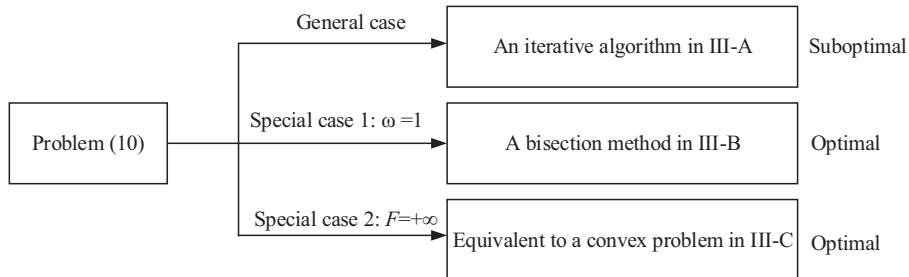 General case
An iterative algorithm in III-A
Suboptimal
Problem (10)
Special case 1: ω =1
A bisection method in III-B
Optimal
Special case 2: F=+∞
Equivalent to a convex problem in III-C
Optimal